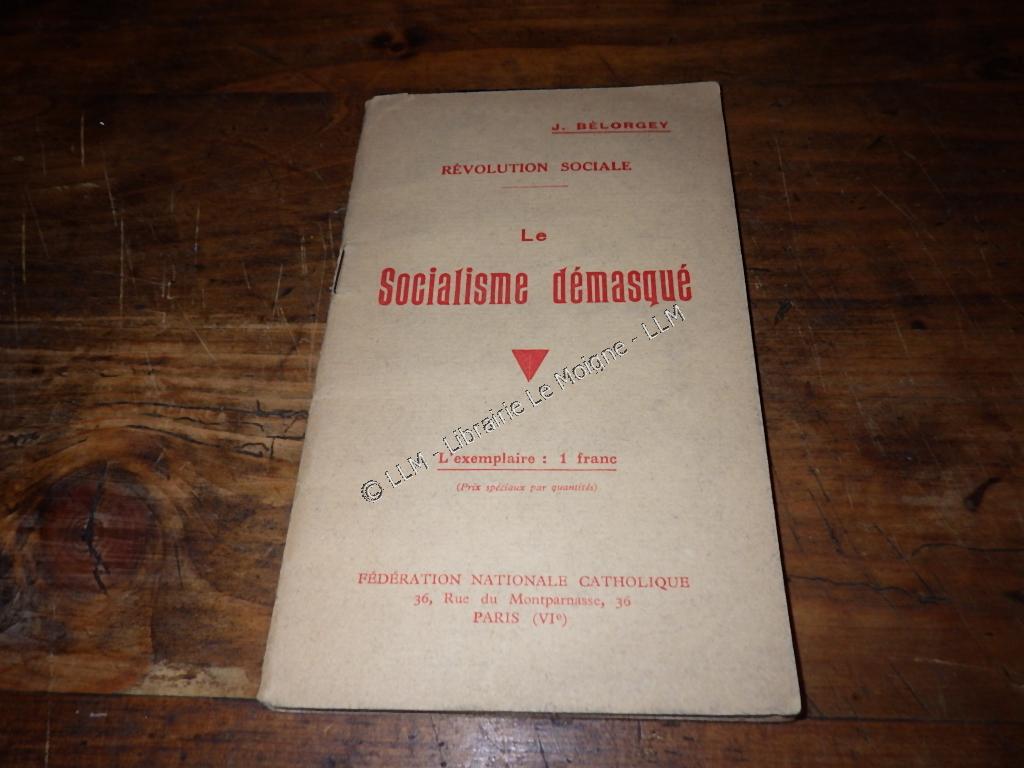 J. BÉLORGEY
RÉVOLUTION SOCIALE
Le
Socialisme démasqué
© LLM - Librairie Le Moigne - LLM
L'exemplaire : 1 franc
(Prix spéciaux par quantités)
FÉDÉRATION NATIONALE CATHOLIQUE
36, Rue du Montparnasse, 36
PARIS (VIᵉ)